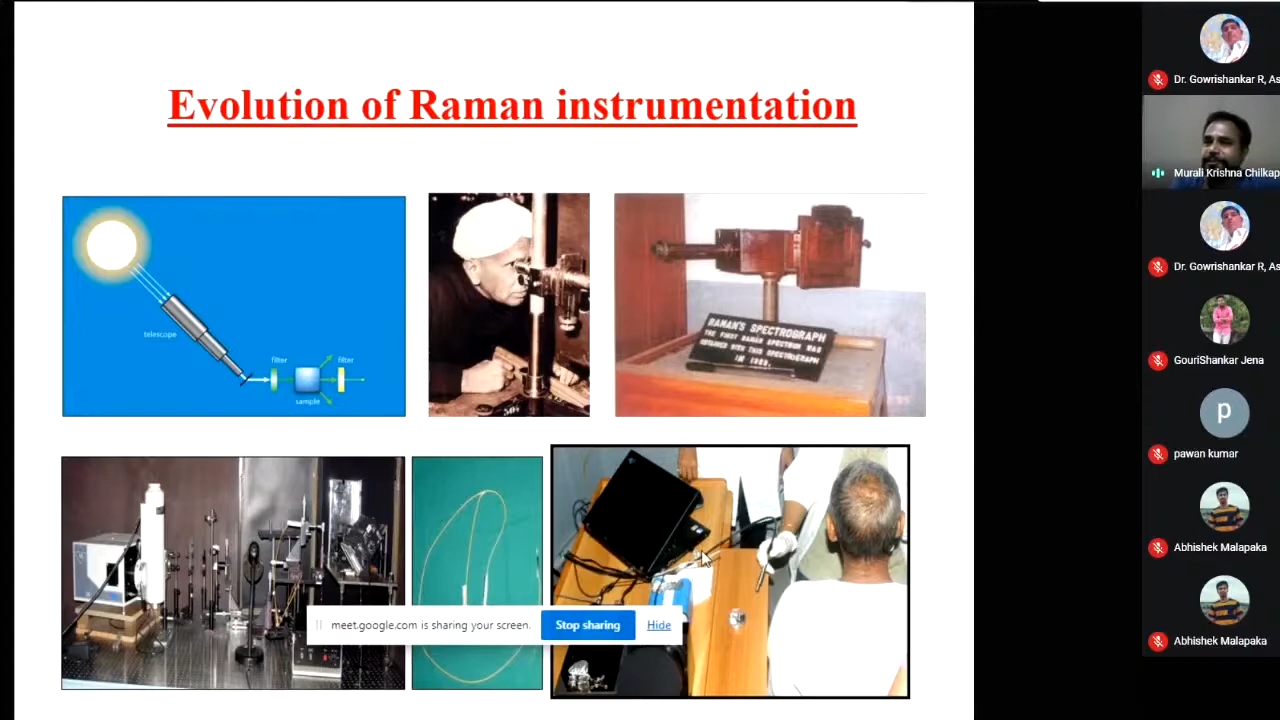 Evolution of Raman instrumentation
telescope
filter
filter
sample
RAMAN'S SPECTROGRAPH
THE FIRST RAMAN SPECTRUM WAS
OBTAINED WITH THIS SPECTROGRAPH
meet.google.com is sharing your screen.
Stop sharing
Hide
Dr. Gowrishankar R, As
Murali Krishna Chilkap
Dr. Gowrishankar R, As
GouriShankar Jena
p
pawan kumar
Abhishek Malapaka
Abhishek Malapaka